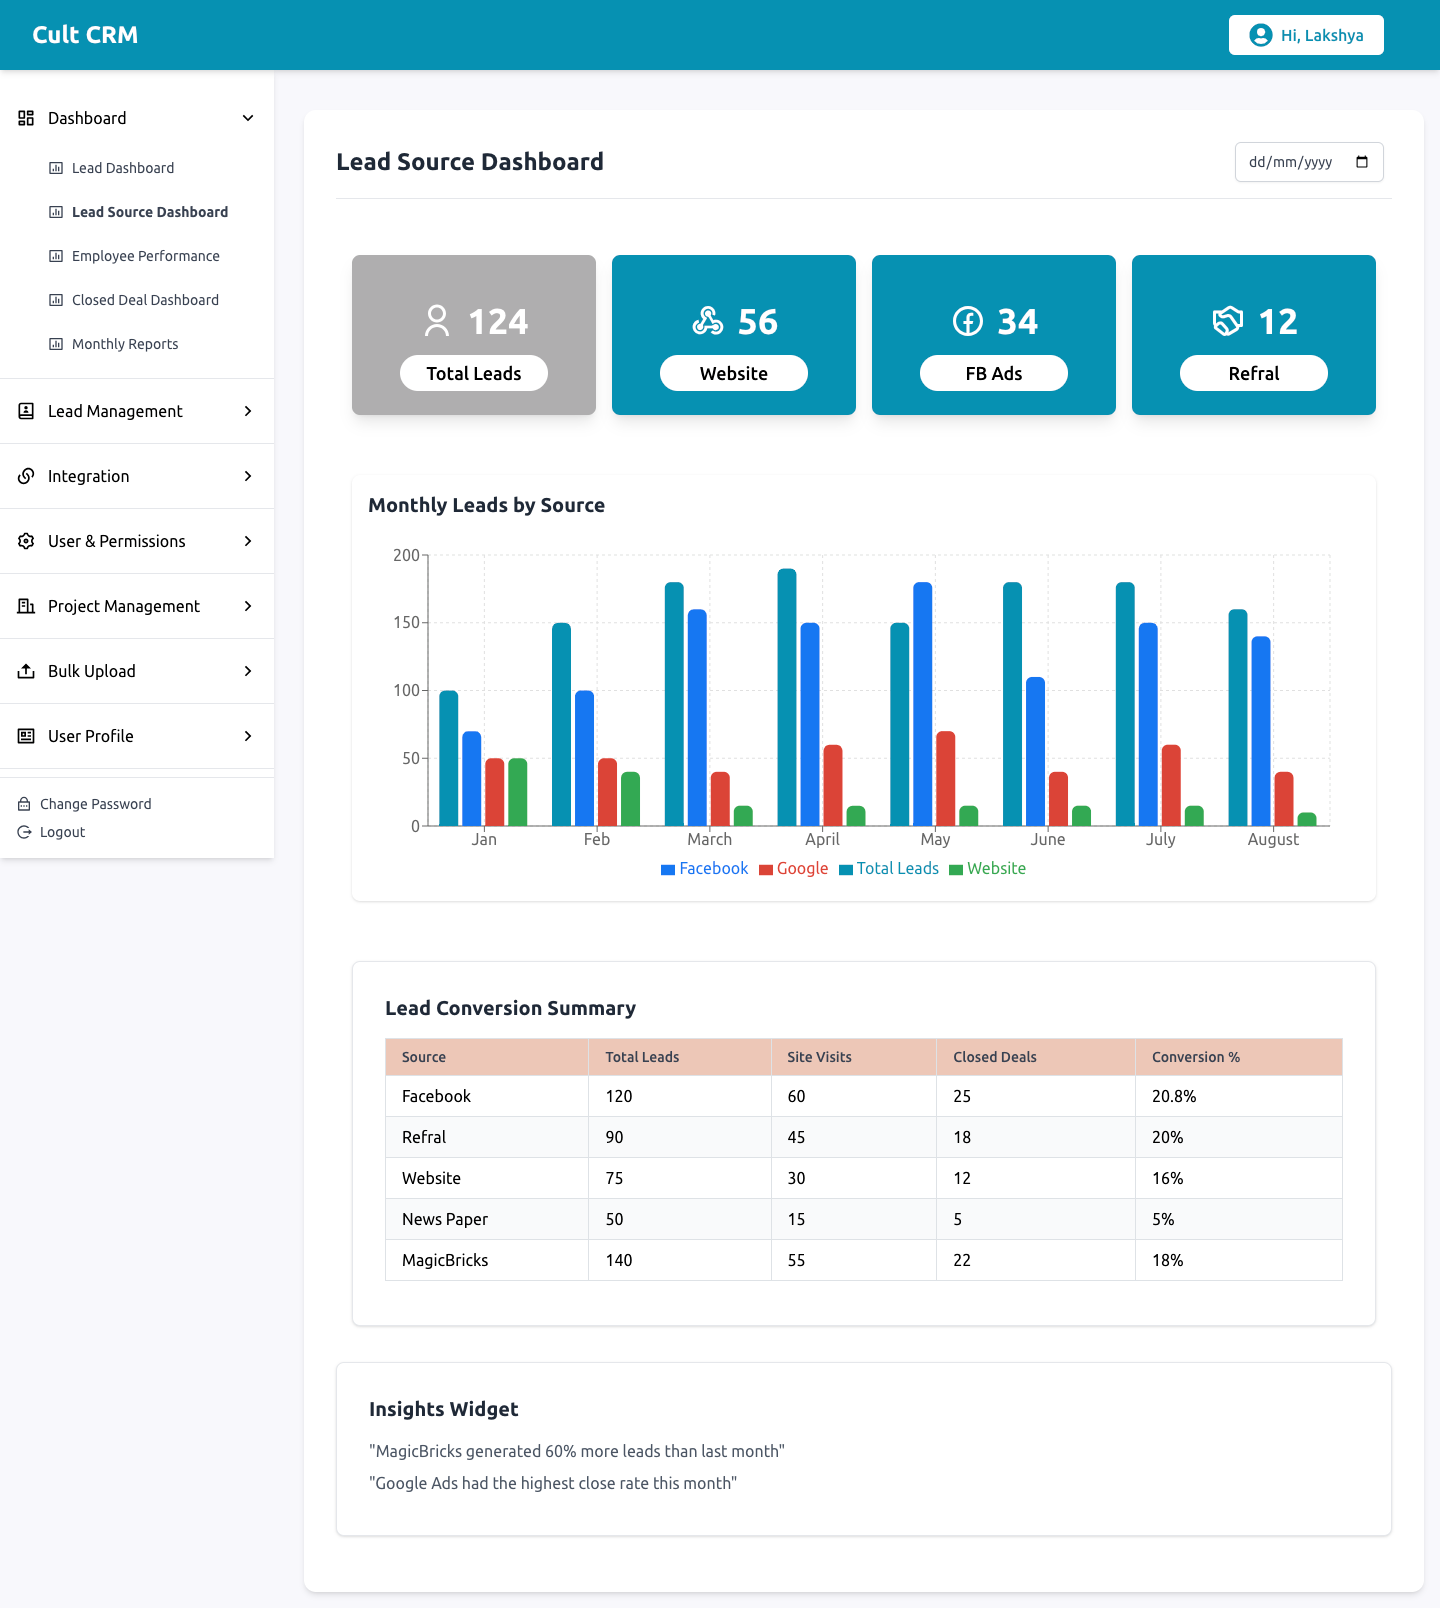 Cult CRM
Hi, Lakshya
Dashboard
Lead Dashboard
Lead Source Dashboard
Employee Performance
Closed Deal Dashboard
Monthly Reports
Lead Management
Integration
User & Permissions
Project Management
Bulk Upload
User Profile
Change Password
Logout
Lead Source Dashboard
dd/mm/yyyy
124
Total Leads
56
Website
34
FB Ads
12
Refral
Monthly Leads by Source
200
150
100
50
0
Jan Feb March April May June July August
Facebook Google Total Leads Website
Lead Conversion Summary
Source Total Leads Site Visits Closed Deals Conversion %
Facebook 120 60 25 20.8%
Refral 90 45 18 20%
Website 75 30 12 16%
News Paper 50 15 5 5%
MagicBricks 140 55 22 18%
Insights Widget
"MagicBricks generated 60% more leads than last month"
"Google Ads had the highest close rate this month"